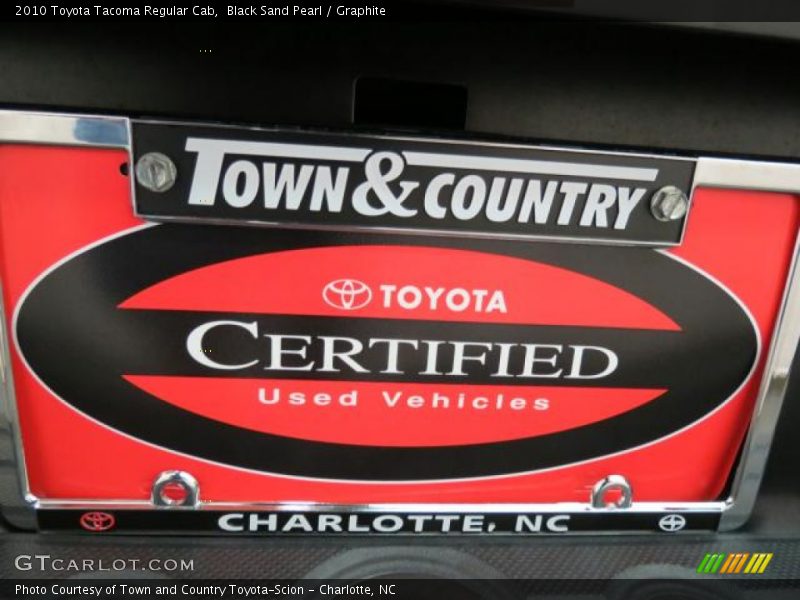 2010 Toyota Tacoma Regular Cab,  Black Sand Pearl / Graphite
TOWN & COUNTRY
TOYOTA
CERTIFIED
Used Vehicles
CHARLOTTE, NC
GTCARLOT.COM
Photo Courtesy of Town and Country Toyota-Scion - Charlotte, NC